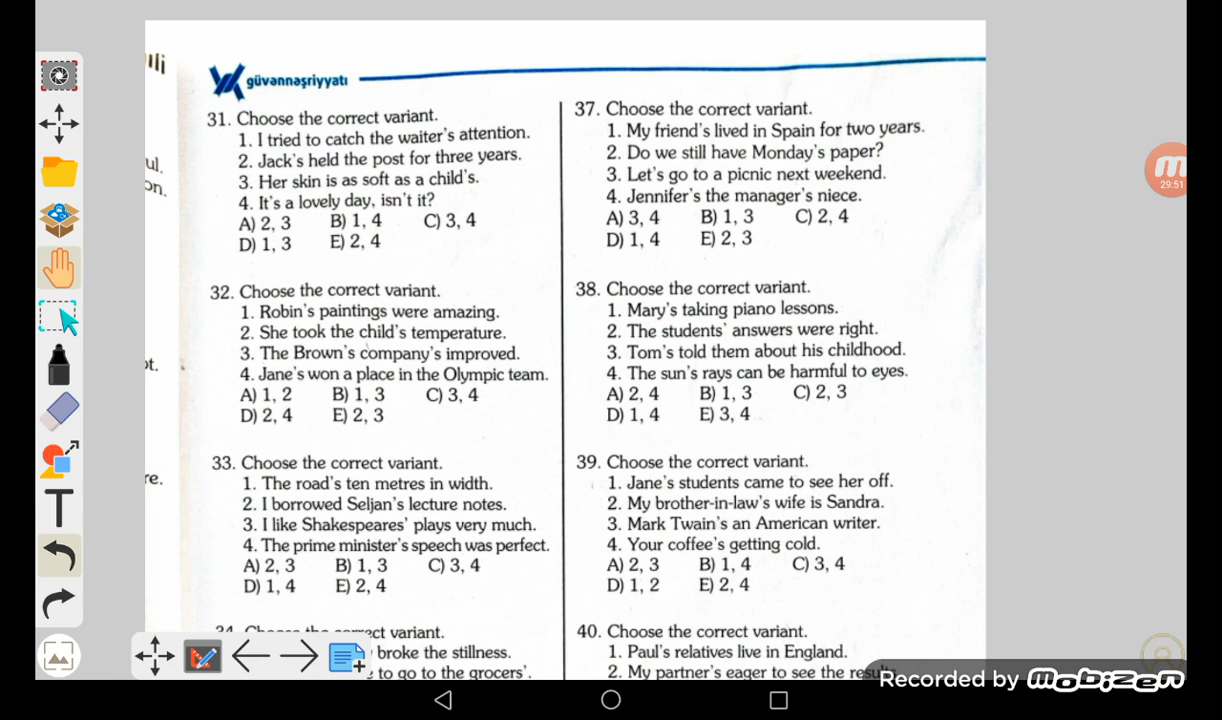 güvənnəşriyyatı
31. Choose the correct variant.
1. I tried to catch the waiter's attention.
2. Jack's held the post for three years.
3. Her skin is as soft as a child's.
4. It's a lovely day, isn't it?
A) 2, 3 B) 1, 4 C) 3, 4
D) 1, 3 E) 2, 4
32. Choose the correct variant.
1. Robin's paintings were amazing.
2. She took the child's temperature.
3. The Brown's company's improved.
4. Jane's won a place in the Olympic team.
A) 1, 2 B) 1, 3 C) 3, 4
D) 2, 4 E) 2, 3
33. Choose the correct variant.
1. The road's ten metres in width.
2. I borrowed Seljan's lecture notes.
3. I like Shakespeares' plays very much.
4. The prime minister's speech was perfect.
A) 2, 3 B) 1, 3 C) 3, 4
D) 1, 4 E) 2, 4
variant.
broke the stillness.
to go to the grocers'.
37. Choose the correct variant.
1. My friend's lived in Spain for two years.
2. Do we still have Monday's paper?
3. Let's go to a picnic next weekend.
4. Jennifer's the manager's niece.
A) 3, 4 B) 1, 3 C) 2, 4
D) 1, 4 E) 2, 3
38. Choose the correct variant.
1. Mary's taking piano lessons.
2. The students' answers were right.
3. Tom's told them about his childhood.
4. The sun's rays can be harmful to eyes.
A) 2, 4 B) 1, 3 C) 2, 3
D) 1, 4 E) 3, 4
39. Choose the correct variant.
1. Jane's students came to see her off.
2. My brother-in-law's wife is Sandra.
3. Mark Twain's an American writer.
4. Your coffee's getting cold.
A) 2, 3 B) 1, 4 C) 3, 4
D) 1, 2 E) 2, 4
40. Choose the correct variant.
1. Paul's relatives live in England.
2. My partner's eager to see the
29:51
Recorded by Mobizen